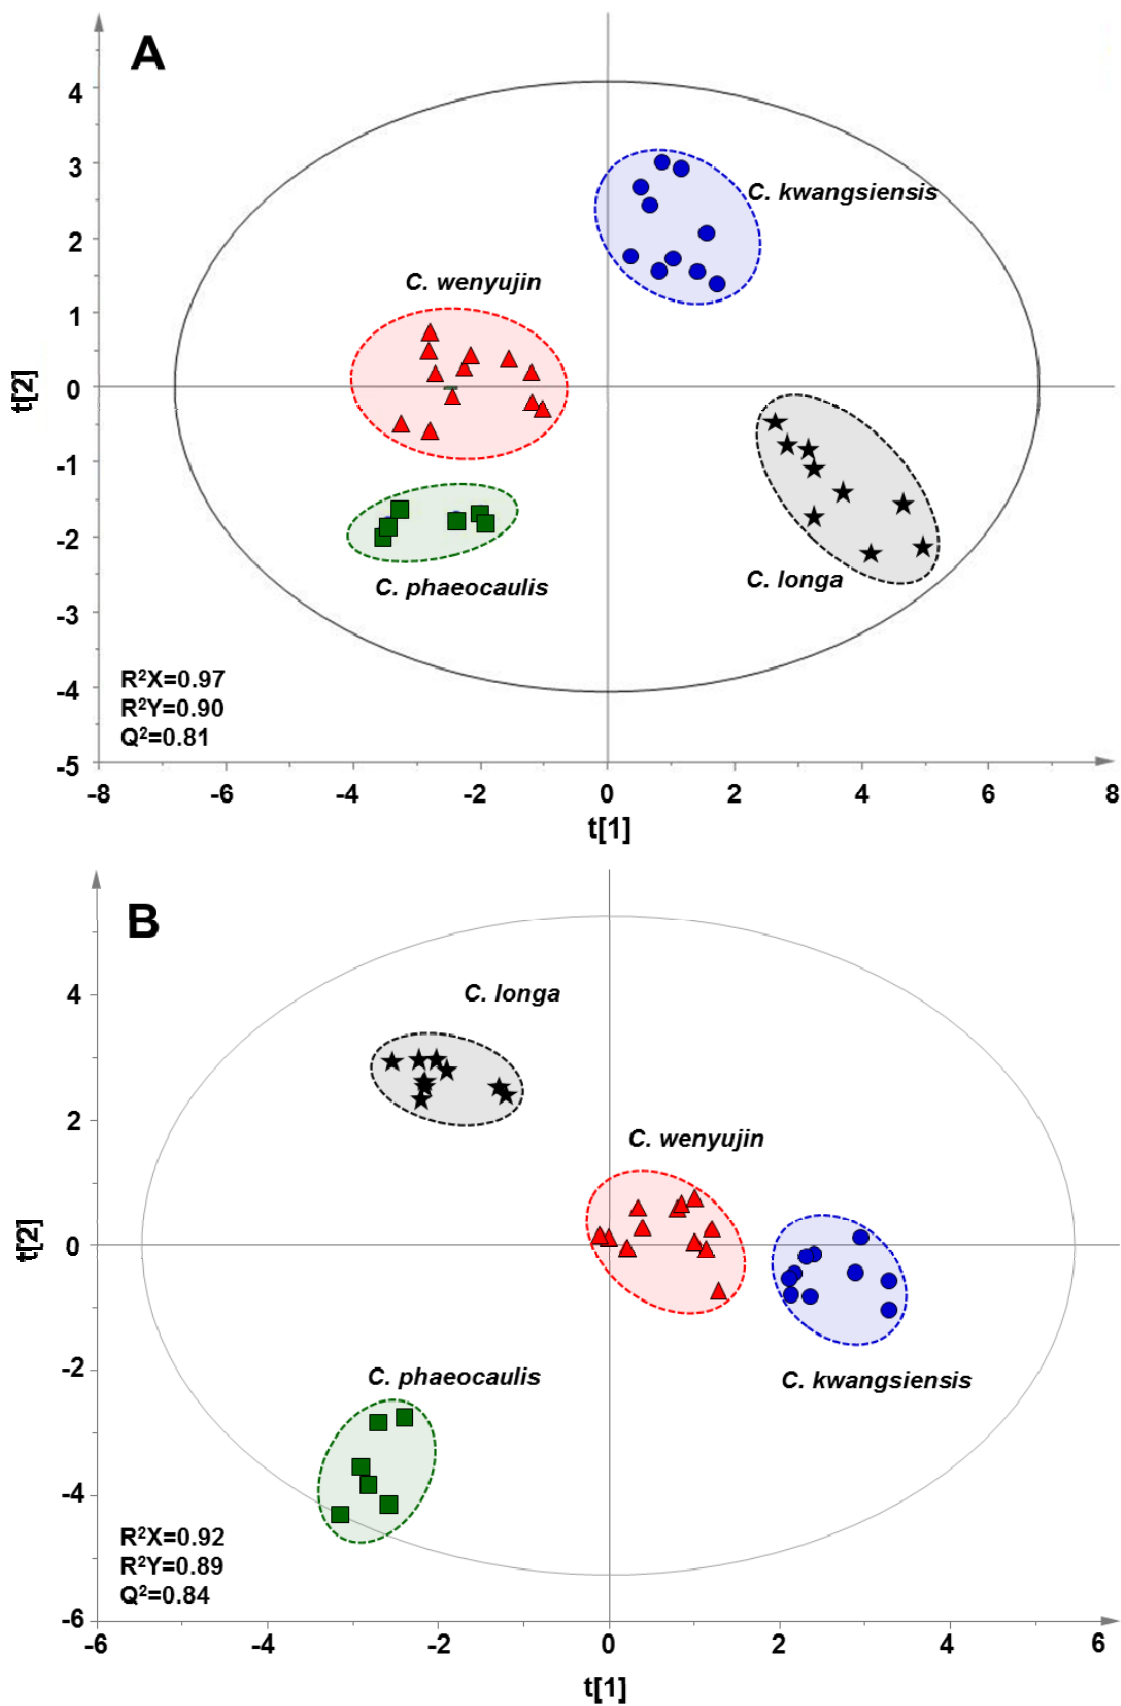 A
4
3
2
1
0
-1
-2
-3
-4
-5
t[2]
C. kwangsiensis
C. wenyujin
C. phaeocaulis
C. longa
R²X=0.97
R²Y=0.90
Q²=0.81
-8 -6 -4 -2 0 2 4 6 8
t[1]
B
4
2
0
-2
-4
-6
t[2]
C. longa
C. wenyujin
C. phaeocaulis
C. kwangsiensis
R²X=0.92
R²Y=0.89
Q²=0.84
-6 -4 -2 0 2 4 6
t[1]